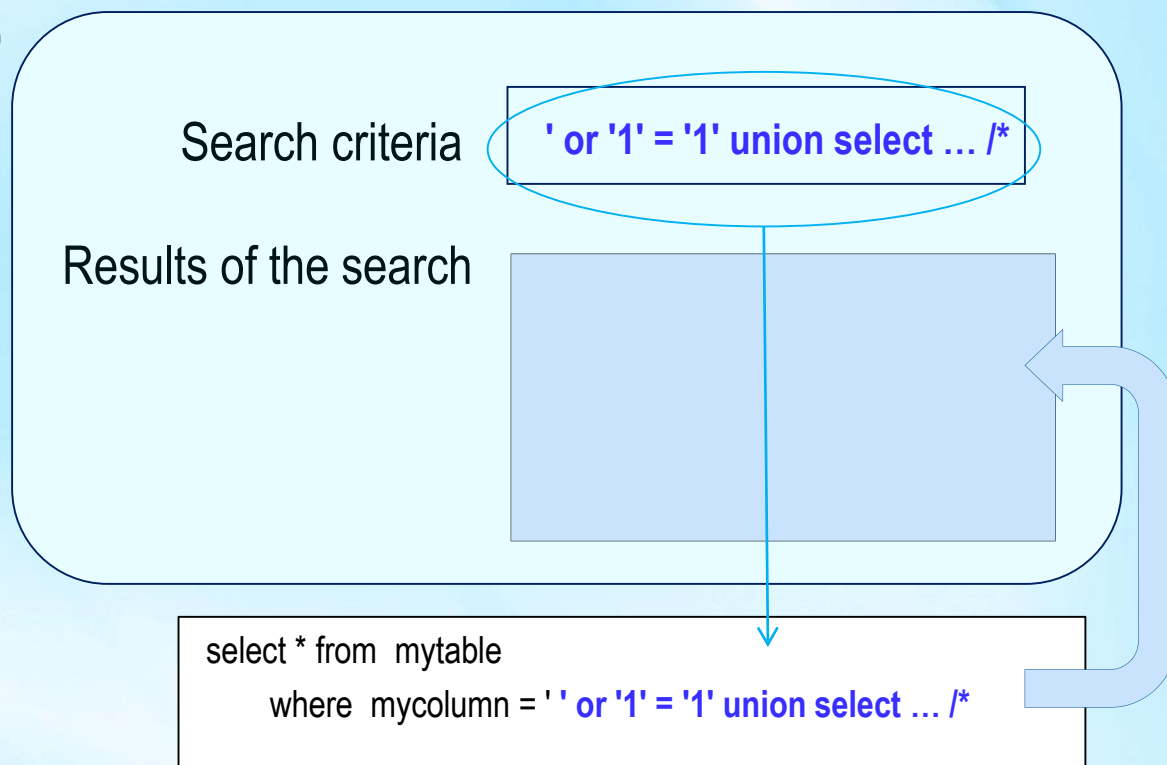 Search criteria
' or '1' = '1' union select … /*
Results of the search
select * from mytable
where mycolumn = ' ' or '1' = '1' union select … /*